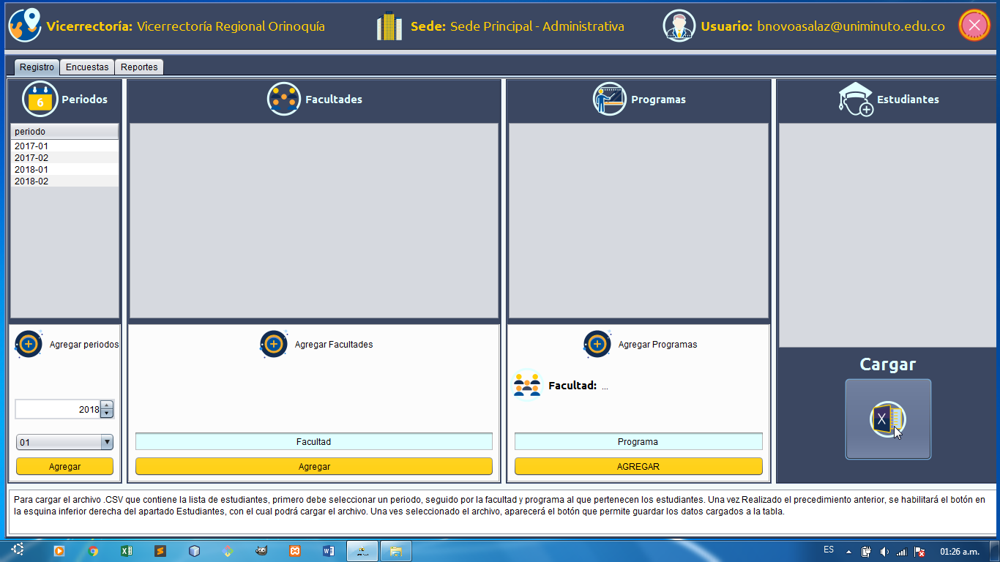 Vicerrectoría: Vicerrectoría Regional Orinoquía
Sede: Sede Principal - Administrativa
Usuario: bnovoasalaz@uniminuto.edu.co
Registro
Encuestas
Reportes
6
Periodos
Facultades
Programas
Estudiantes
periodo
2017-01
2017-02
2018-01
2018-02
Agregar periodos
Agregar Facultades
Agregar Programas
Cargar
Facultad: ...
X
2018
01
Facultad
Programa
Agregar
Agregar
AGREGAR
Para cargar el archivo .CSV que contiene la lista de estudiantes, primero debe seleccionar un periodo, seguido por la facultad y programa al que pertenecen los estudiantes. Una vez Realizado el precedimiento anterior, se habilitará el botón en
la esquina inferior derecha del apartado Estudiantes, con el cual podrá cargar el archivo. Una ves seleccionado el archivo, aparecerá el botón que permite guardar los datos cargados a la tabla.
ES
01:26 a.m.